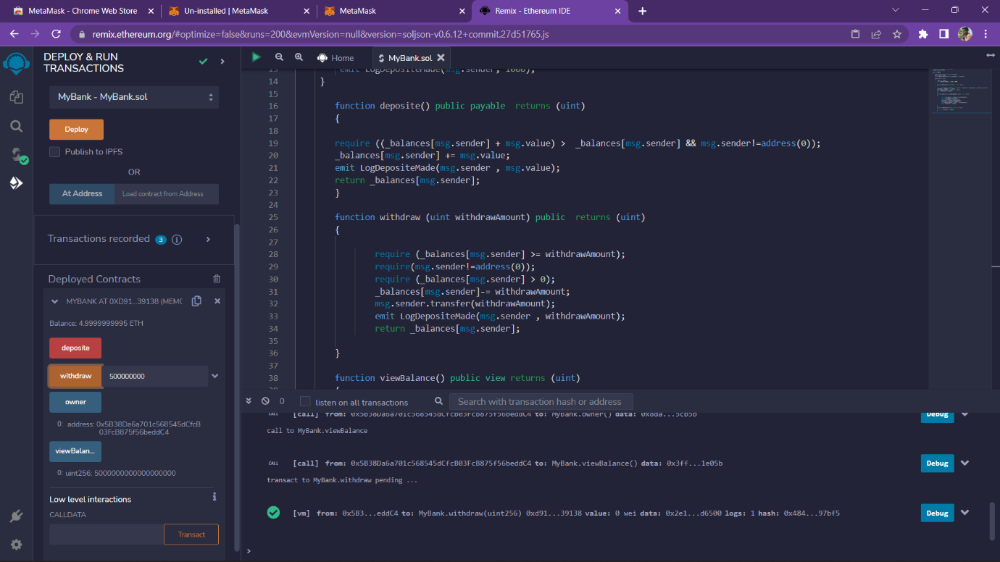 MetaMask - Chrome Web Store
Un-installed | MetaMask
MetaMask
Remix - Ethereum IDE
remix.ethereum.org/#optimize=false&runs=200&evmVersion=null&version=soljson-v0.6.12+commit.27d51765.js
DEPLOY & RUN
TRANSACTIONS
Home
MyBank.sol
MyBank - MyBank.sol
Deploy
Publish to IPFS
OR
At Address
Load contract from Address
Transactions recorded 3 i
Deployed Contracts
MYBANK AT 0XD91...39138 (MEMO
Balance: 4.9999999995 ETH
deposite
withdraw
500000000
owner
0: address: 0x5B38Da6a701c568545dCfcB
03FcB875f56beddC4
viewBalan...
0: uint256: 5000000000000000000
Low level interactions
i
CALLDATA
Transact
13 emit LogDepositeMade(msg.sender, 1000);
14 }
15
16 function deposite() public payable returns (uint)
17 {
18
19 require ((_balances[msg.sender] + msg.value) > _balances[msg.sender] && msg.sender!=address(0));
20 _balances[msg.sender] += msg.value;
21 emit LogDepositeMade(msg.sender , msg.value);
22 return _balances[msg.sender];
23 }
24
25 function withdraw (uint withdrawAmount) public returns (uint)
26 {
27
28 require (_balances[msg.sender] >= withdrawAmount);
29 require(msg.sender!=address(0));
30 require (_balances[msg.sender] > 0);
31 _balances[msg.sender]-= withdrawAmount;
32 msg.sender.transfer(withdrawAmount);
33 emit LogDepositeMade(msg.sender , withdrawAmount);
34 return _balances[msg.sender];
35
36 }
37
38 function viewBalance() public view returns (uint)
0
listen on all transactions
Search with transaction hash or address
CALL [call] from: 0x5B38Da6a701c568545dCfcB03FcB875f56beddC4 to: MyBank.owner() data: 0x8da...5cb5b
Debug
call to MyBank.viewBalance
CALL [call] from: 0x5B38Da6a701c568545dCfcB03FcB875f56beddC4 to: MyBank.viewBalance() data: 0x3ff...1e05b
Debug
transact to MyBank.withdraw pending ...
[vm] from: 0x5B3...eddC4 to: MyBank.withdraw(uint256) 0xd91...39138 value: 0 wei data: 0x2e1...d6500 logs: 1 hash: 0x484...97bf5
Debug
>